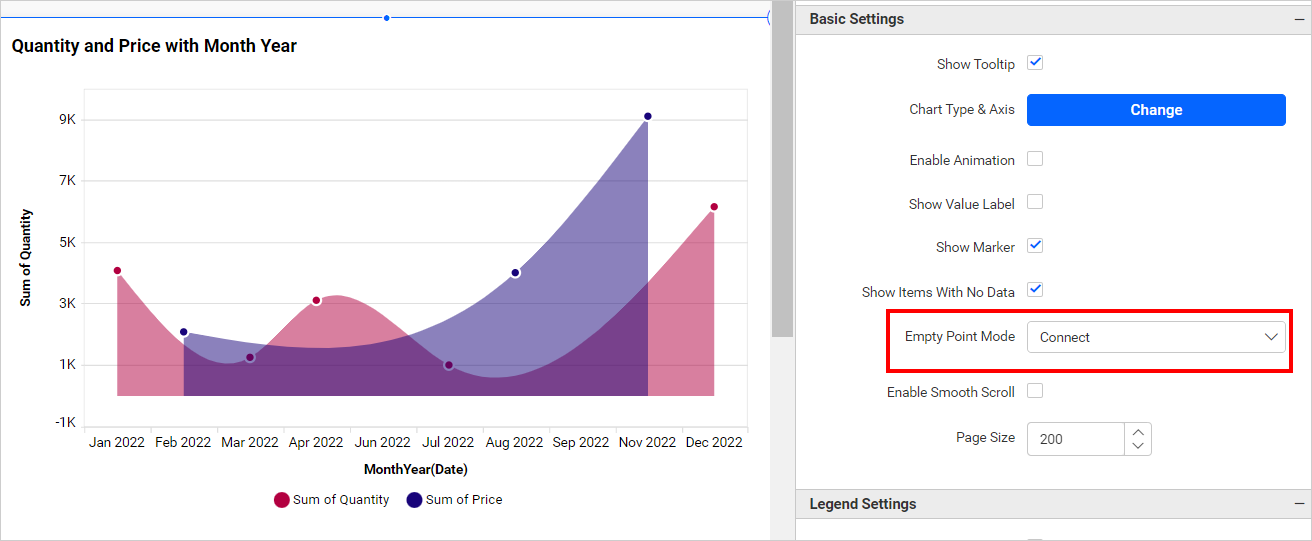 Quantity and Price with Month Year
9K
7K
5K
3K
1K
-1K
Sum of Quantity
Jan 2022 Feb 2022 Mar 2022 Apr 2022 Jun 2022 Jul 2022 Aug 2022 Sep 2022 Nov 2022 Dec 2022
MonthYear(Date)
Sum of Quantity Sum of Price
Basic Settings
Show Tooltip
Chart Type & Axis Change
Enable Animation
Show Value Label
Show Marker
Show Items With No Data
Empty Point Mode Connect
Enable Smooth Scroll
Page Size 200
Legend Settings